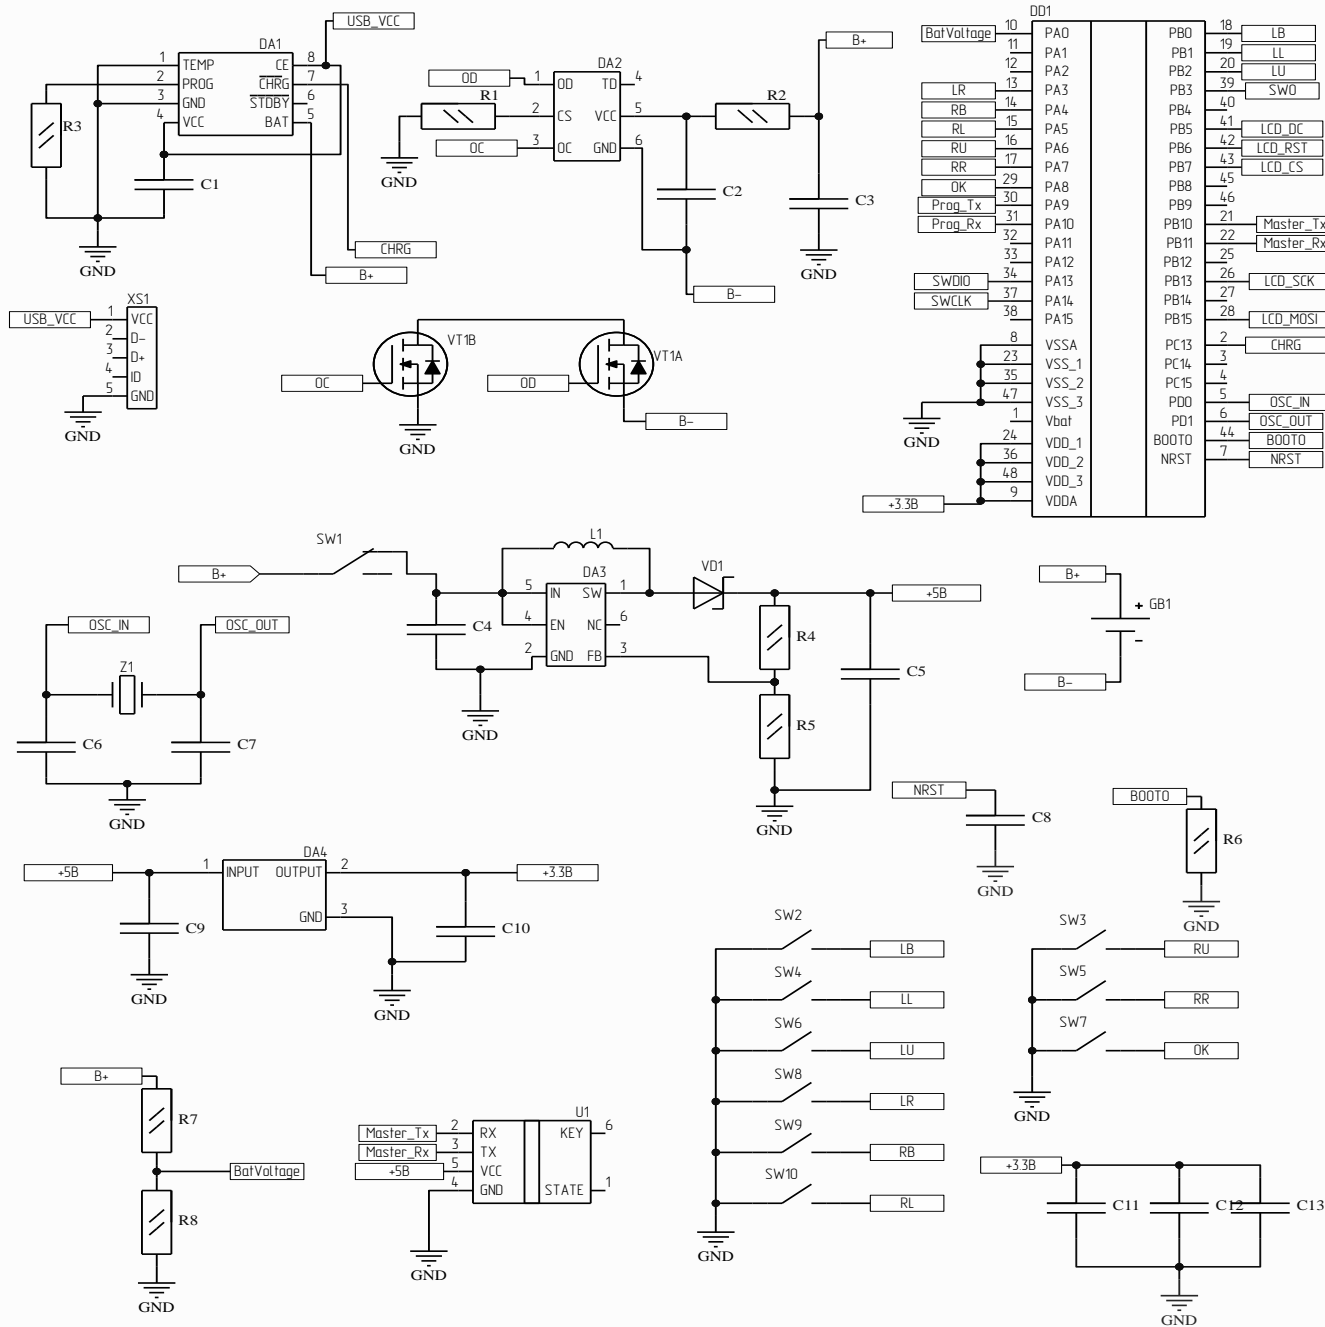 USB_VCC
DA1
1 TEMP CE 8
2 PROG CHRG 7
3 GND STDBY 6
4 VCC BAT 5
R3
C1
GND
CHRG
B+
DA2
OD 1 OD TD 4
R1 2 CS VCC 5 R2
OC 3 OC GND 6
GND
B+
C2
C3
GND
B-
DD1
BatVoltage 10 PA0 PB0 18 LB
11 PA1 PB1 19 LL
12 PA2 PB2 20 LU
LR 13 PA3 PB3 39 SWO
RB 14 PA4 PB4 40
RL 15 PA5 PB5 41 LCD_DC
RU 16 PA6 PB6 42 LCD_RST
RR 17 PA7 PB7 43 LCD_CS
OK 29 PA8 PB8 45
Prog_Tx 30 PA9 PB9 46
Prog_Rx 31 PA10 PB10 21 Master_Tx
32 PA11 PB11 22 Master_Rx
33 PA12 PB12 25
SWDIO 34 PA13 PB13 26 LCD_SCK
SWCLK 37 PA14 PB14 27
38 PA15 PB15 28 LCD_MOSI
8 VSSA PC13 2 CHRG
23 VSS_1 PC14 3
35 VSS_2 PC15 4
47 VSS_3 PD0 5 OSC_IN
1 Vbat PD1 6 OSC_OUT
24 VDD_1 BOOT0 44 BOOT0
36 VDD_2 NRST 7 NRST
48 VDD_3
9 VDDA
GND
+3.3В
XS1
USB_VCC 1 VCC
2 D-
3 D+
4 ID
5 GND
GND
VT1B
VT1A
OC
OD
GND
B-
SW1
B+
L1
DA3
5 IN SW 1
4 EN NC 6
2 GND FB 3
C4
GND
VD1
+5В
R4
R5
C5
GND
B+
+ GB1
-
B-
OSC_IN
OSC_OUT
Z1
C6
C7
GND
NRST
C8
GND
BOOT0
R6
GND
DA4
+5В 1 INPUT OUTPUT 2 +3.3В
GND 3
C9
C10
GND
GND
SW2
LB
SW4
LL
SW6
LU
SW8
LR
SW9
RB
SW10
RL
GND
SW3
RU
SW5
RR
SW7
OK
GND
B+
R7
BatVoltage
R8
GND
U1
Master_Tx 2 RX KEY 6
Master_Rx 3 TX
+5В 5 VCC
4 GND STATE 1
GND
+3.3В
C11
C12
C13
GND